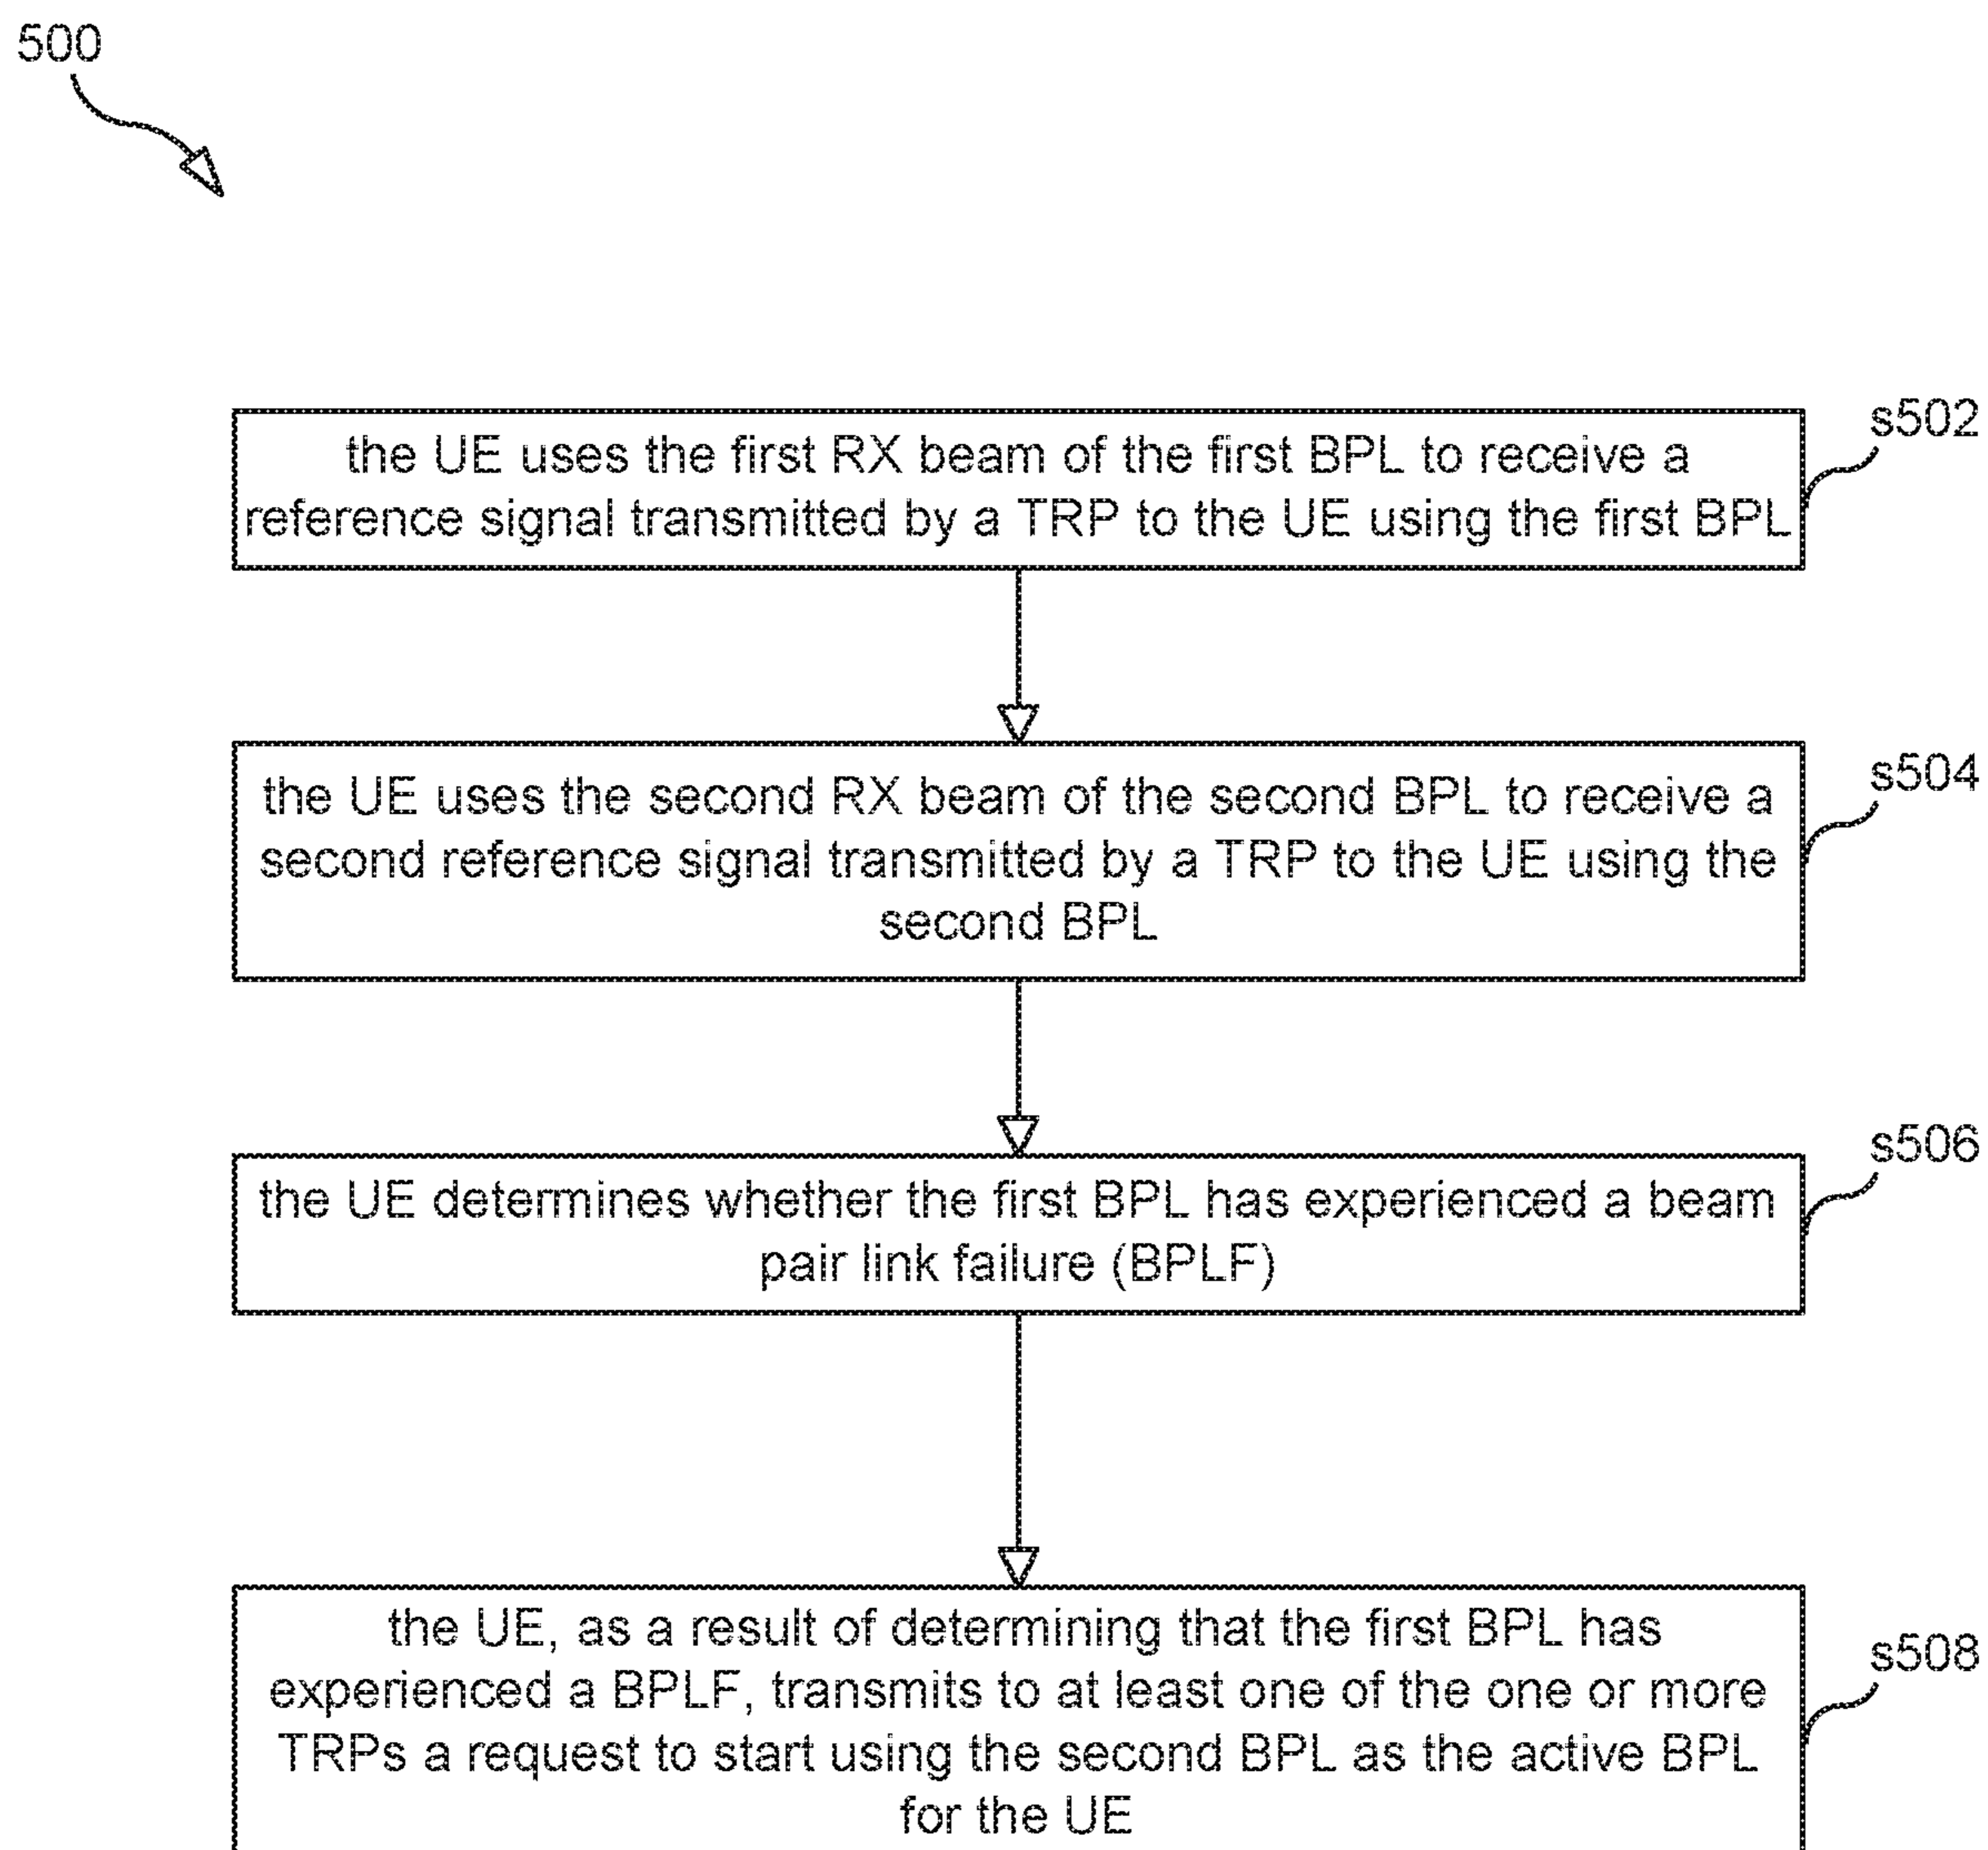 500
the UE uses the first RX beam of the first BPL to receive a
reference signal transmitted by a TRP to the UE using the first BPL
s502
the UE uses the second RX beam of the second BPL to receive a
second reference signal transmitted by a TRP to the UE using the
second BPL
s504
the UE determines whether the first BPL has experienced a beam
pair link failure (BPLF)
s506
the UE, as a result of determining that the first BPL has
experienced a BPLF, transmits to at least one of the one or more
TRPs a request to start using the second BPL as the active BPL
for the UE
s508